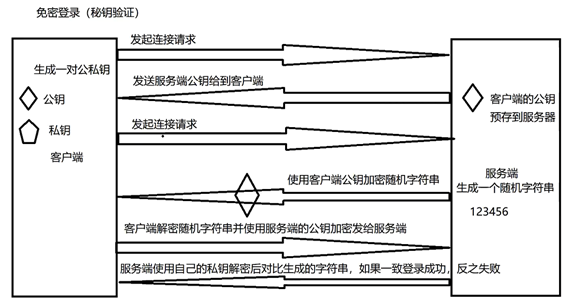 免密登录（秘钥验证）
发起连接请求
生成一对公私钥
发送服务端公钥给到客户端
公钥
客户端的公钥
预存到服务器
发起连接请求
私钥
客户端
服务端
生成一个随机字符串
使用客户端公钥加密随机字符串
123456
客户端解密随机字符串并使用服务端的公钥加密发给服务端
服务端使用自己的私钥解密后对比生成的字符串，如果一致登录成功，反之失败